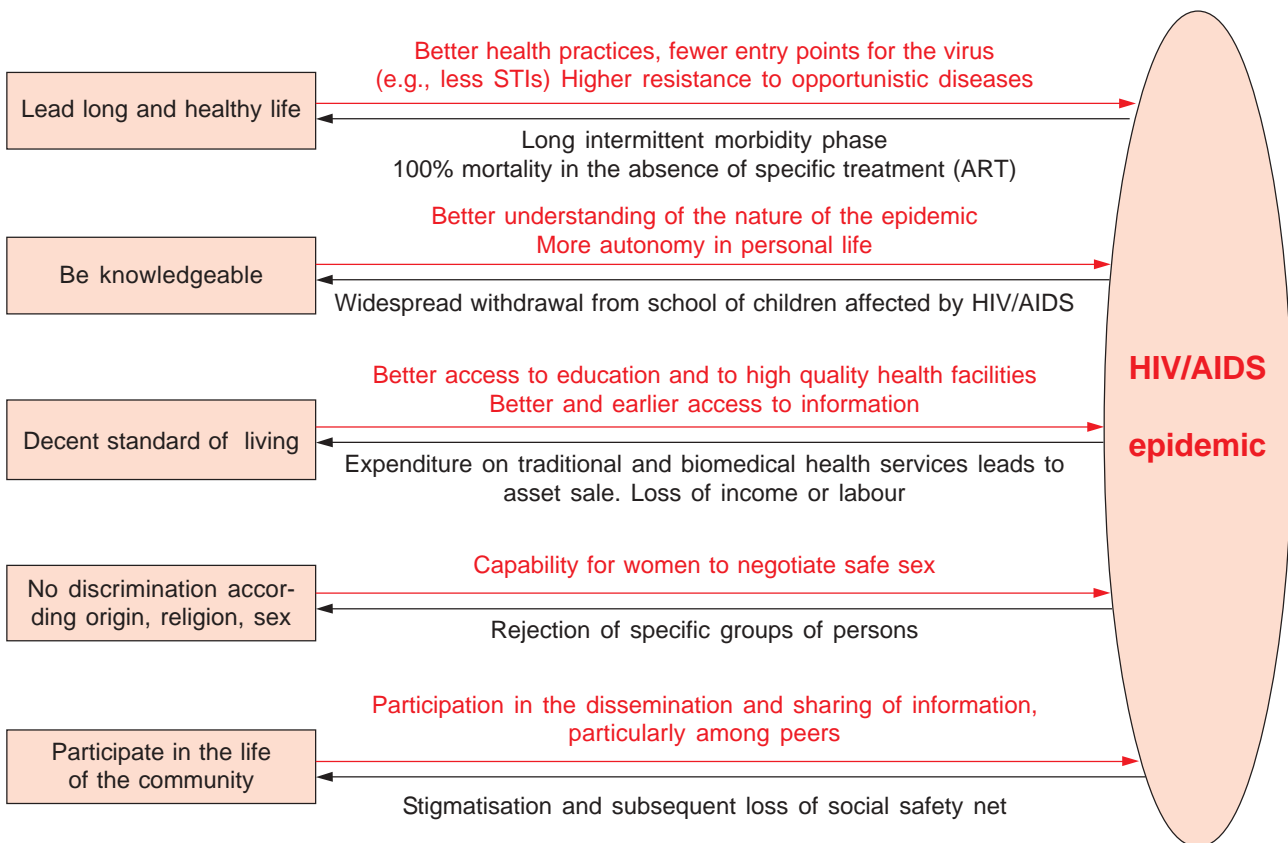 Better health practices, fewer entry points for the virus
(e.g., less STIs) Higher resistance to opportunistic diseases
Lead long and healthy life
Long intermittent morbidity phase
100% mortality in the absence of specific treatment (ART)
Better understanding of the nature of the epidemic
More autonomy in personal life
Be knowledgeable
Widespread withdrawal from school of children affected by HIV/AIDS
Better access to education and to high quality health facilities
Better and earlier access to information
Decent standard of living
Expenditure on traditional and biomedical health services leads to
asset sale. Loss of income or labour
Capability for women to negotiate safe sex
No discrimination accor-
ding origin, religion, sex
Rejection of specific groups of persons
Participation in the dissemination and sharing of information,
particularly among peers
Participate in the life
of the community
Stigmatisation and subsequent loss of social safety net
HIV/AIDS
epidemic